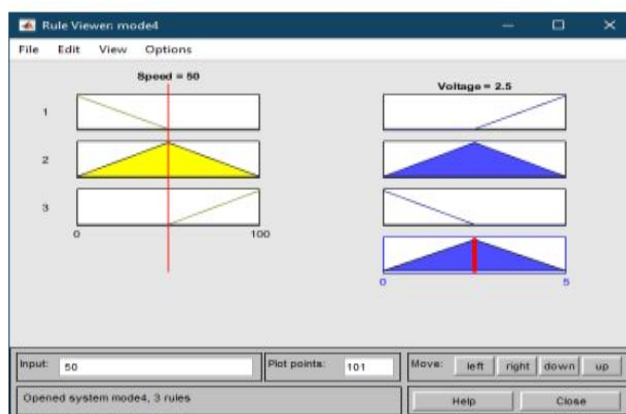 Rule Viewer: mode4
File Edit View Options
Speed = 50
Voltage = 2.5
1
2
3
0 100
0 5
Input: 50 Plot points: 101 Move: left right down up
Opened system mode4, 3 rules Help Close